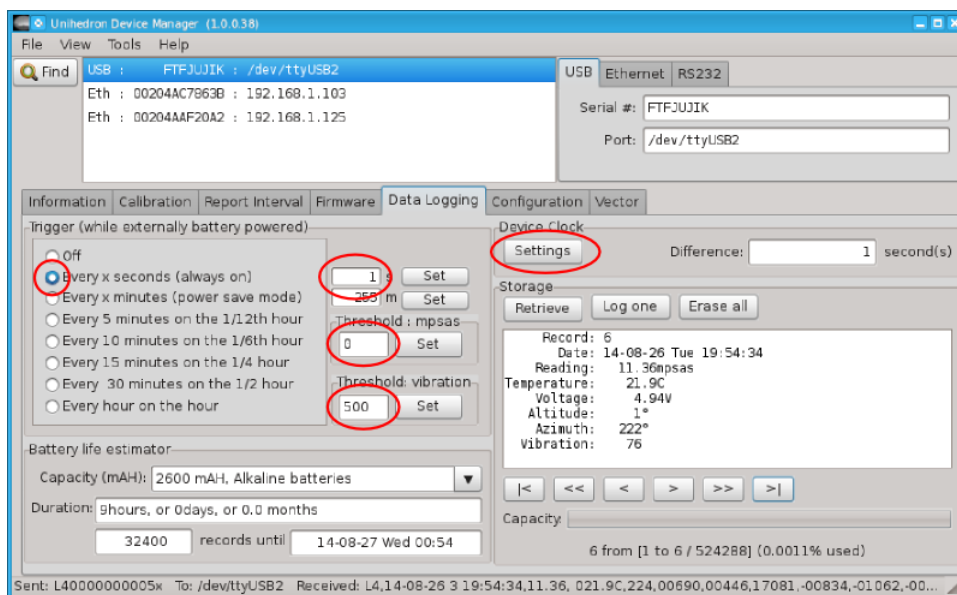 Unihedron Device Manager (1.0.0.38)
File View Tools Help
Find
USB : FTFJUJIK : /dev/ttyUSB2
Eth : 00204AC7863B : 192.168.1.103
Eth : 00204AAF20A2 : 192.168.1.125
USB Ethernet RS232
Serial #: FTFJUJIK
Port: /dev/ttyUSB2
Information Calibration Report Interval Firmware Data Logging Configuration Vector
Trigger (while externally battery powered)
Off
Every x seconds (always on) 1 s Set
Every x minutes (power save mode) 255 m Set
Every 5 minutes on the 1/12th hour
Every 10 minutes on the 1/6th hour
Every 15 minutes on the 1/4 hour
Every 30 minutes on the 1/2 hour
Every hour on the hour
Threshold : mpsas
0 Set
Threshold: vibration
500 Set
Battery life estimator
Capacity (mAH): 2600 mAH, Alkaline batteries
Duration: 9hours, or 0days, or 0.0 months
32400 records until 14-08-27 Wed 00:54
Device Clock
Settings Difference: 1 second(s)
Storage
Retrieve Log one Erase all
Record: 6
Date: 14-08-26 Tue 19:54:34
Reading: 11.36mpsas
Temperature: 21.9C
Voltage: 4.94V
Altitude: 1°
Azimuth: 222°
Vibration: 76
|< << < > >> >|
Capacity
6 from [1 to 6 / 524288] (0.0011% used)
Sent: L40000000005x To: /dev/ttyUSB2 Received: L4,14-08-26 3 19:54:34,11.36, 021.9C,224,00690,00446,17081,-00834,-01062,-00...